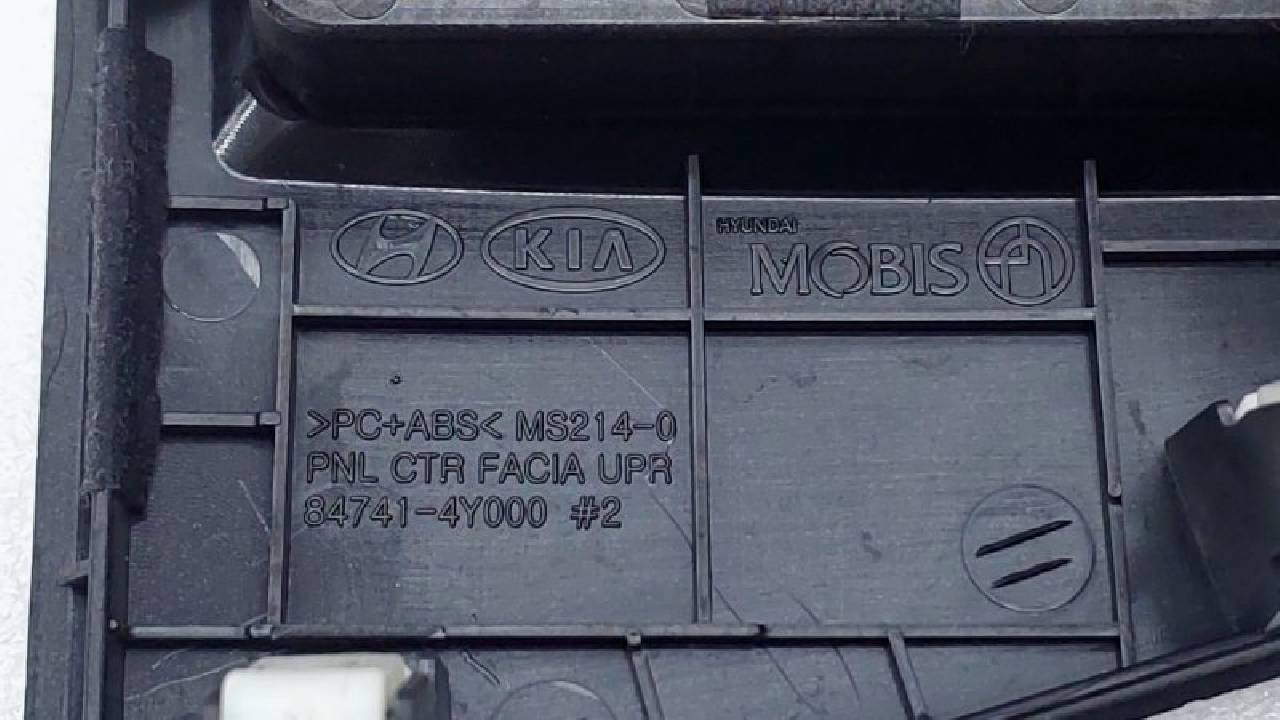 KIA
HYUNDAI
MOBIS
>PC+ABS< MS214-0
PNL CTR FACIA UPR
84741-4Y000 #2